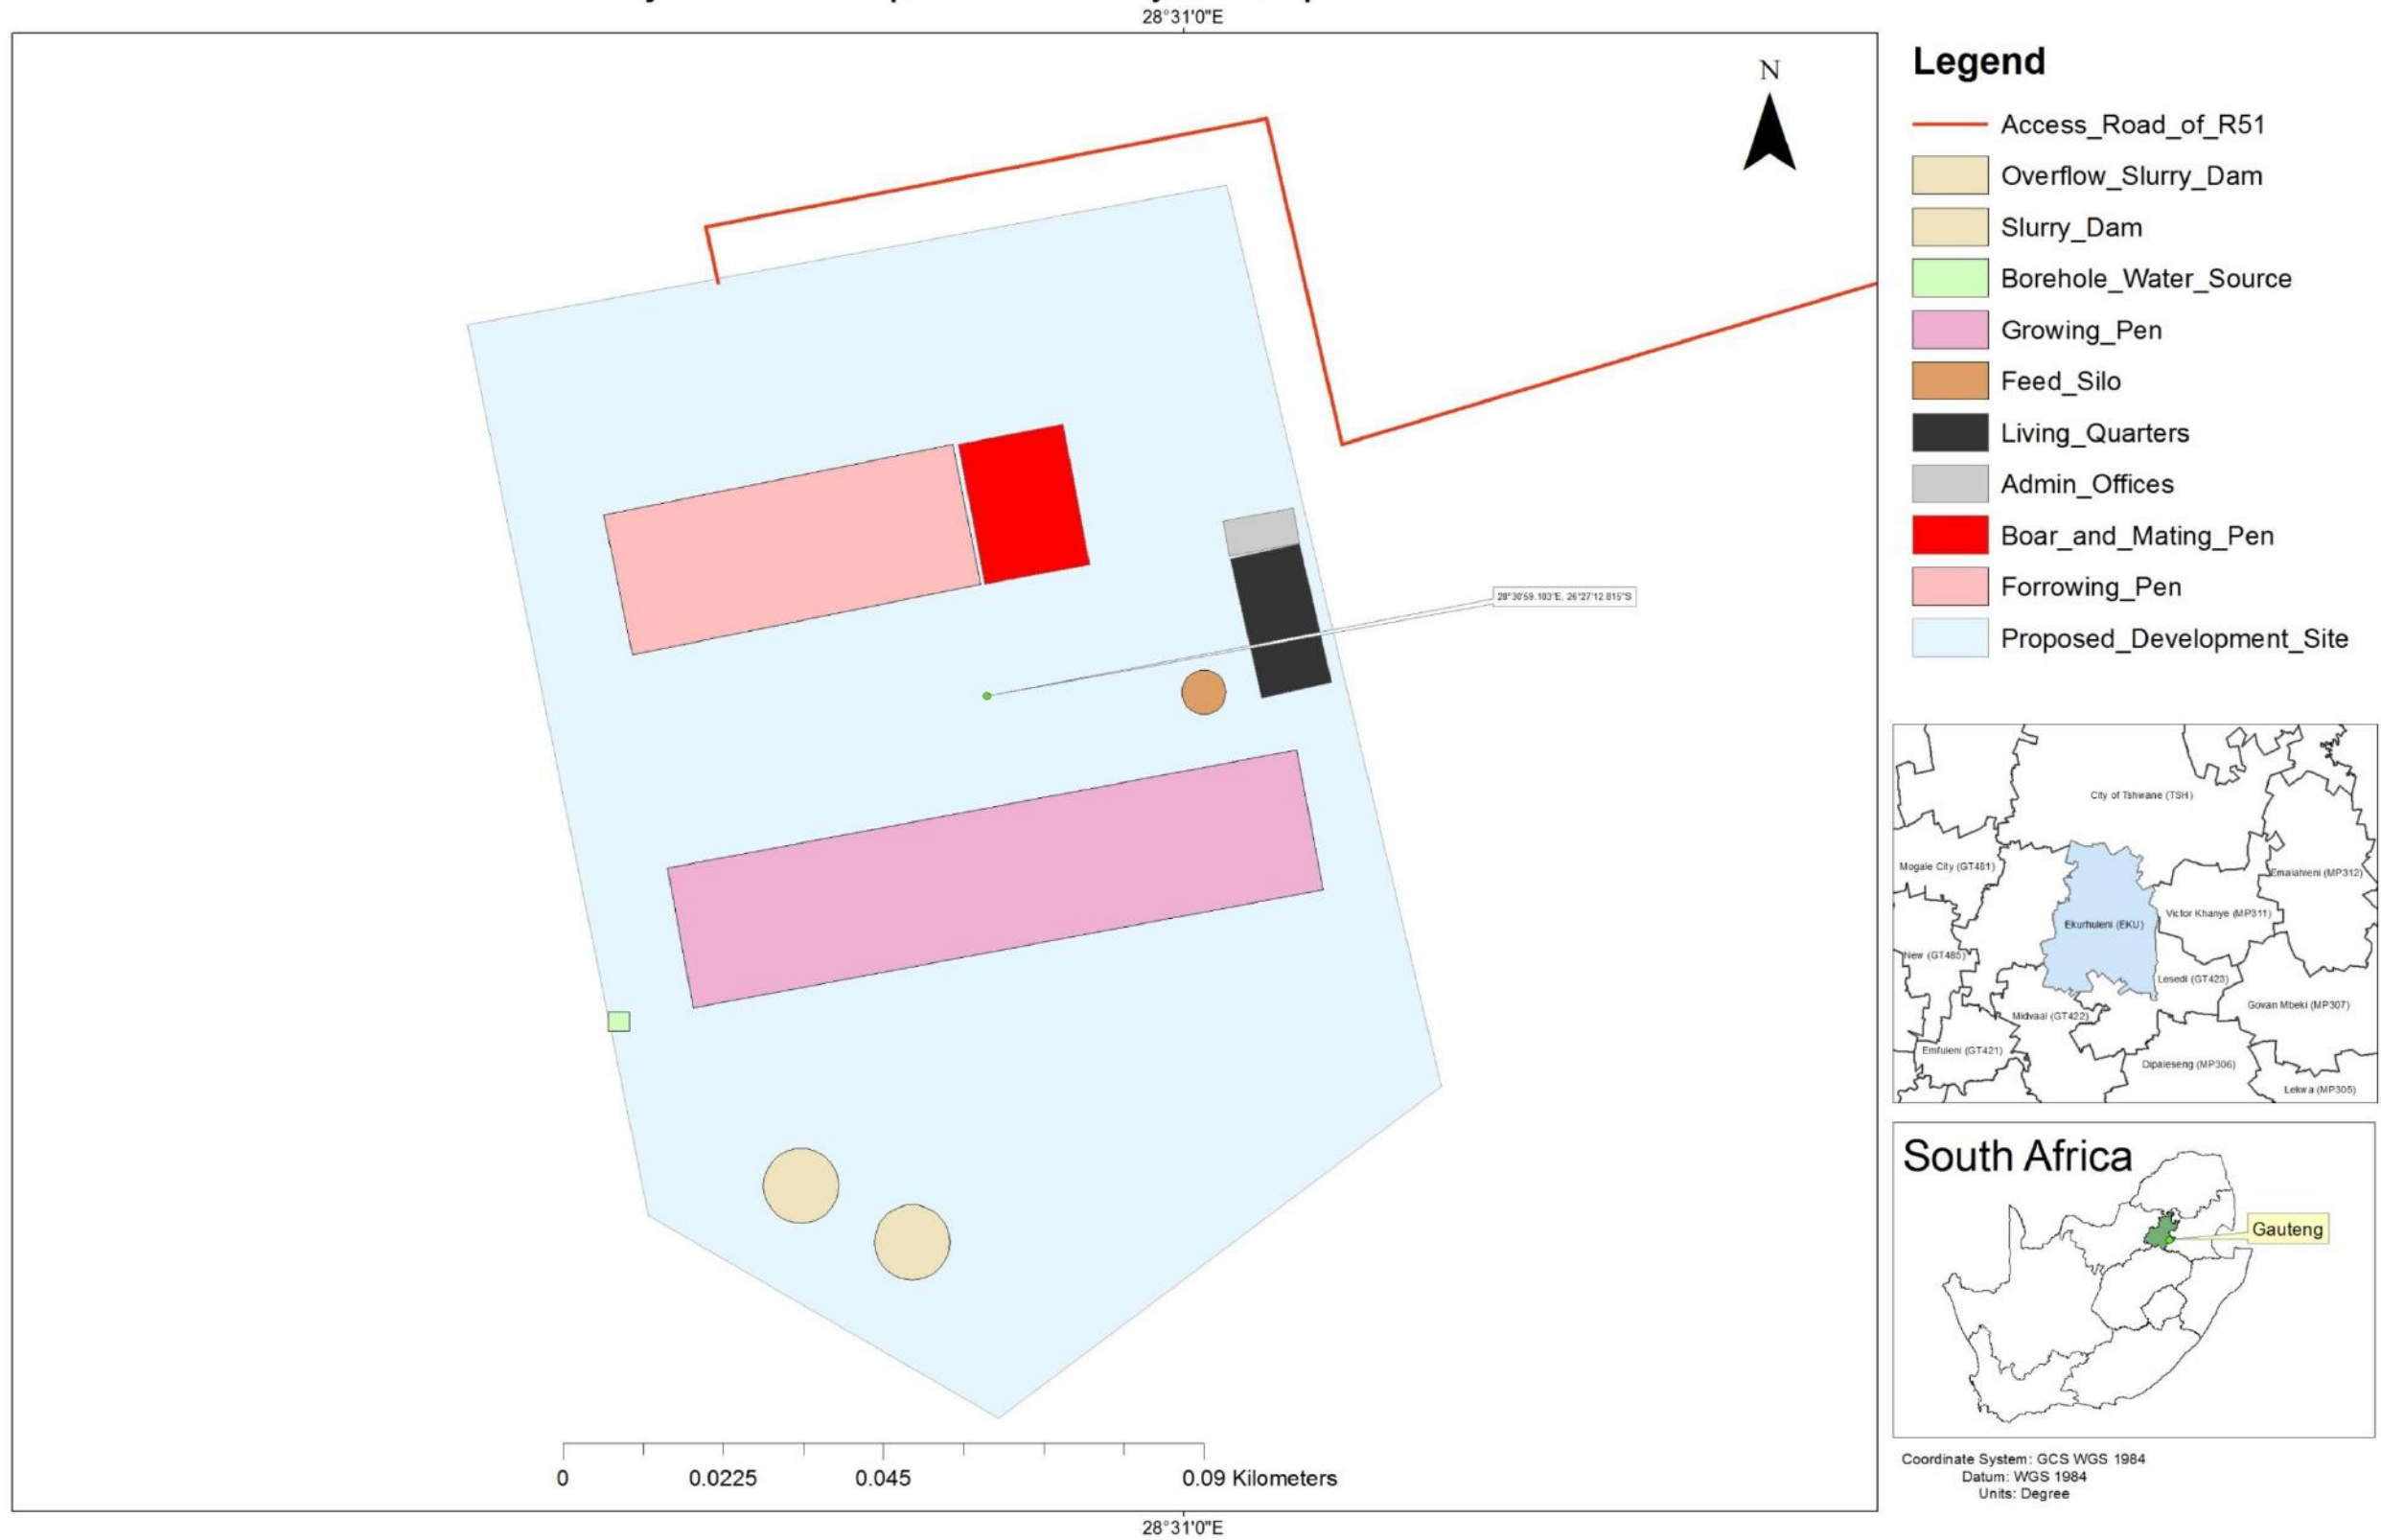 28°31'0"E
N
28°30'59.103"E, 26°27'12.815"S
0 0.0225 0.045 0.09 Kilometers
28°31'0"E
Legend
Access_Road_of_R51
Overflow_Slurry_Dam
Slurry_Dam
Borehole_Water_Source
Growing_Pen
Feed_Silo
Living_Quarters
Admin_Offices
Boar_and_Mating_Pen
Forrowing_Pen
Proposed_Development_Site
City of Tshwane (TSH)
Mogale City (GT481)
Emalahleni (MP312)
Victor Khanye (MP311)
Ekurhuleni (EKU)
New (GT485)
Lesedi (GT423)
Govan Mbeki (MP307)
Midvaal (GT422)
Emfuleni (GT421)
Dipaleseng (MP306)
Lekwa (MP305)
South Africa
Gauteng
Coordinate System: GCS WGS 1984
Datum: WGS 1984
Units: Degree